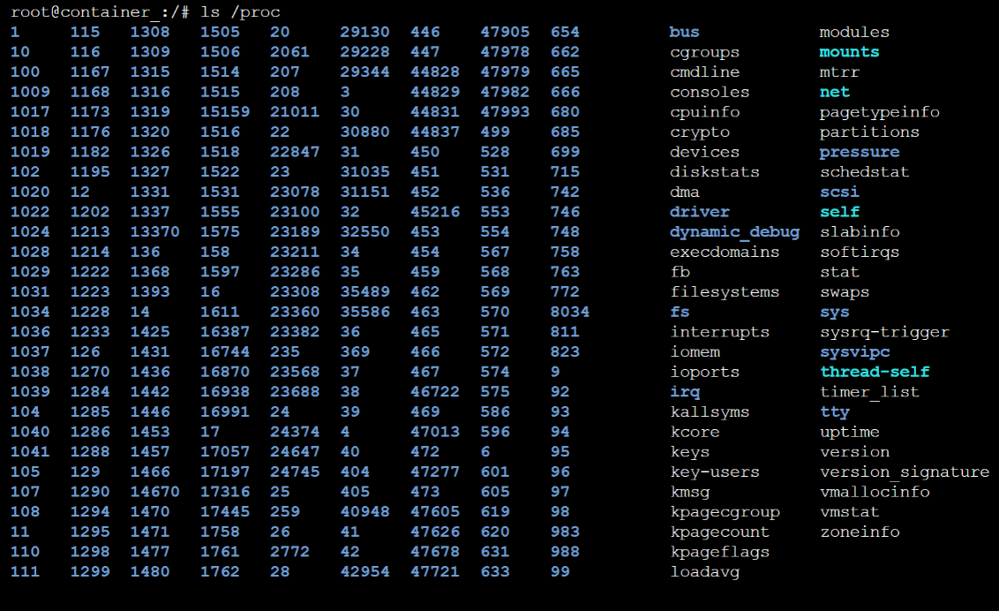 root@container_:/# ls /proc
1 115 1308 1505 20 29130 446 47905 654 bus modules
10 116 1309 1506 2061 29228 447 47978 662 cgroups mounts
100 1167 1315 1514 207 29344 44828 47979 665 cmdline mtrr
1009 1168 1316 1515 208 3 44829 47982 666 consoles net
1017 1173 1319 15159 21011 30 44831 47993 680 cpuinfo pagetypeinfo
1018 1176 1320 1516 22 30880 44837 499 685 crypto partitions
1019 1182 1326 1518 22847 31 450 528 699 devices pressure
102 1195 1327 1522 23 31035 451 531 715 diskstats schedstat
1020 12 1331 1531 23078 31151 452 536 742 dma scsi
1022 1202 1337 1555 23100 32 45216 553 746 driver self
1024 1213 13370 1575 23189 32550 453 554 748 dynamic_debug slabinfo
1028 1214 136 158 23211 34 454 567 758 execdomains softirqs
1029 1222 1368 1597 23286 35 459 568 763 fb stat
1031 1223 1393 16 23308 35489 462 569 772 filesystems swaps
1034 1228 14 1611 23360 35586 463 570 8034 fs sys
1036 1233 1425 16387 23382 36 465 571 811 interrupts sysrq-trigger
1037 126 1431 16744 235 369 466 572 823 iomem sysvipc
1038 1270 1436 16870 23568 37 467 574 9 ioports thread-self
1039 1284 1442 16938 23688 38 46722 575 92 irq timer_list
104 1285 1446 16991 24 39 469 586 93 kallsyms tty
1040 1286 1453 17 24374 4 47013 596 94 kcore uptime
1041 1288 1457 17057 24647 40 472 6 95 keys version
105 129 1466 17197 24745 404 47277 601 96 key-users version_signature
107 1290 14670 17316 25 405 473 605 97 kmsg vmallocinfo
108 1294 1470 17445 259 40948 47605 619 98 kpagecgroup vmstat
11 1295 1471 1758 26 41 47626 620 983 kpagecount zoneinfo
110 1298 1477 1761 2772 42 47678 631 988 kpageflags
111 1299 1480 1762 28 42954 47721 633 99 loadavg